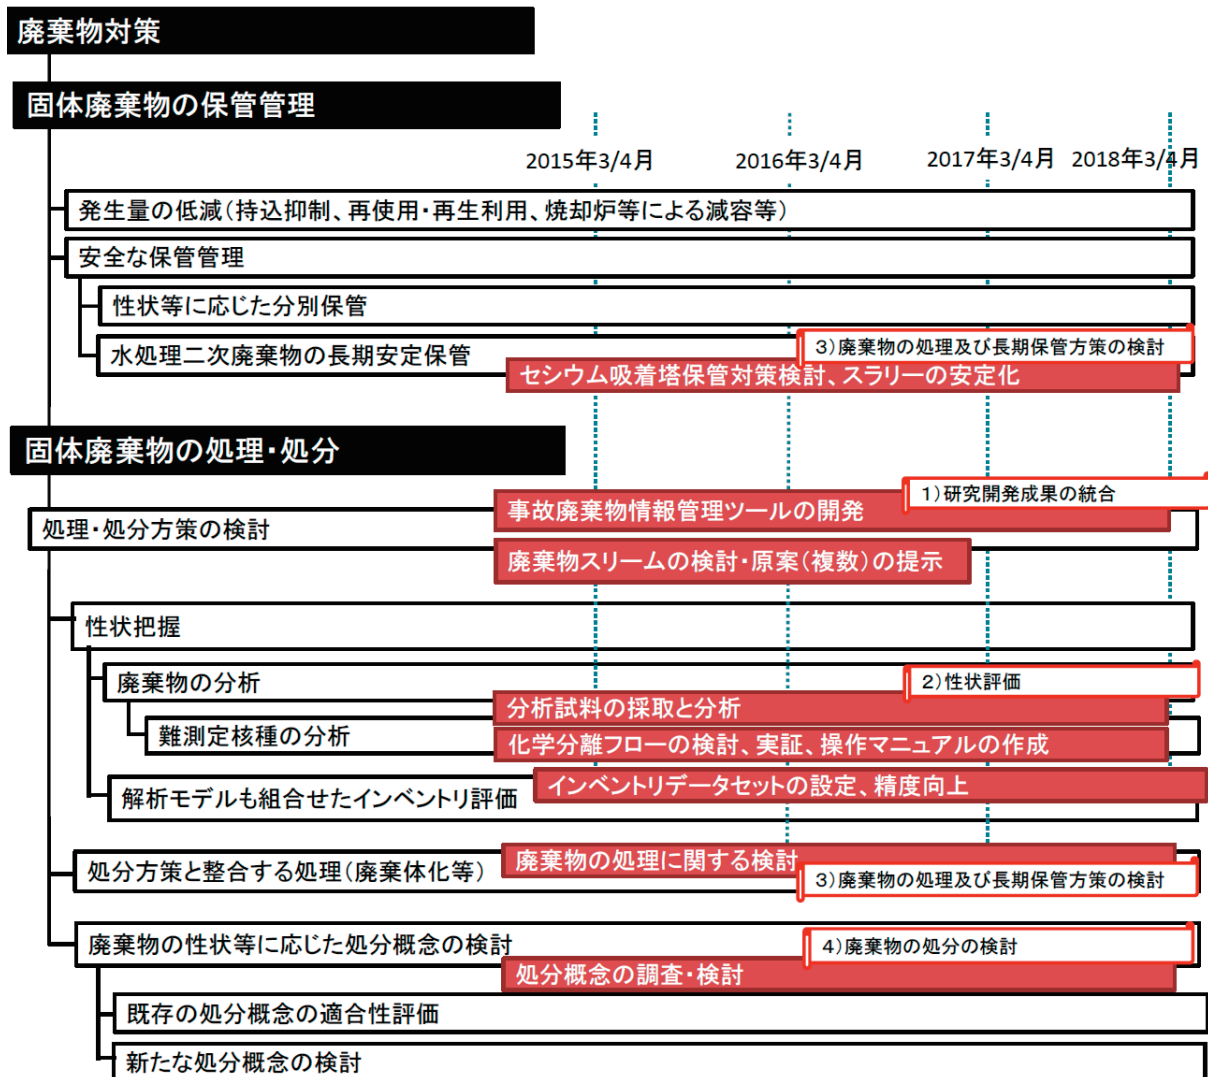 廃棄物対策
固体廃棄物の保管管理
2015年3/4月
2016年3/4月
2017年3/4月
2018年3/4月
発生量の低減(持込抑制、再使用・再生利用、焼却炉等による減容等)
安全な保管管理
性状等に応じた分別保管
水処理二次廃棄物の長期安定保管
3)廃棄物の処理及び長期保管方策の検討
セシウム吸着塔保管対策検討、スラリーの安定化
固体廃棄物の処理・処分
1)研究開発成果の統合
事故廃棄物情報管理ツールの開発
処理・処分方策の検討
廃棄物スリームの検討・原案(複数)の提示
性状把握
廃棄物の分析
2)性状評価
分析試料の採取と分析
難測定核種の分析
化学分離フローの検討、実証、操作マニュアルの作成
インベントリデータセットの設定、精度向上
解析モデルも組合せたインベントリ評価
廃棄物の処理に関する検討
処分方策と整合する処理(廃棄体化等)
3)廃棄物の処理及び長期保管方策の検討
廃棄物の性状等に応じた処分概念の検討
4)廃棄物の処分の検討
処分概念の調査・検討
既存の処分概念の適合性評価
新たな処分概念の検討